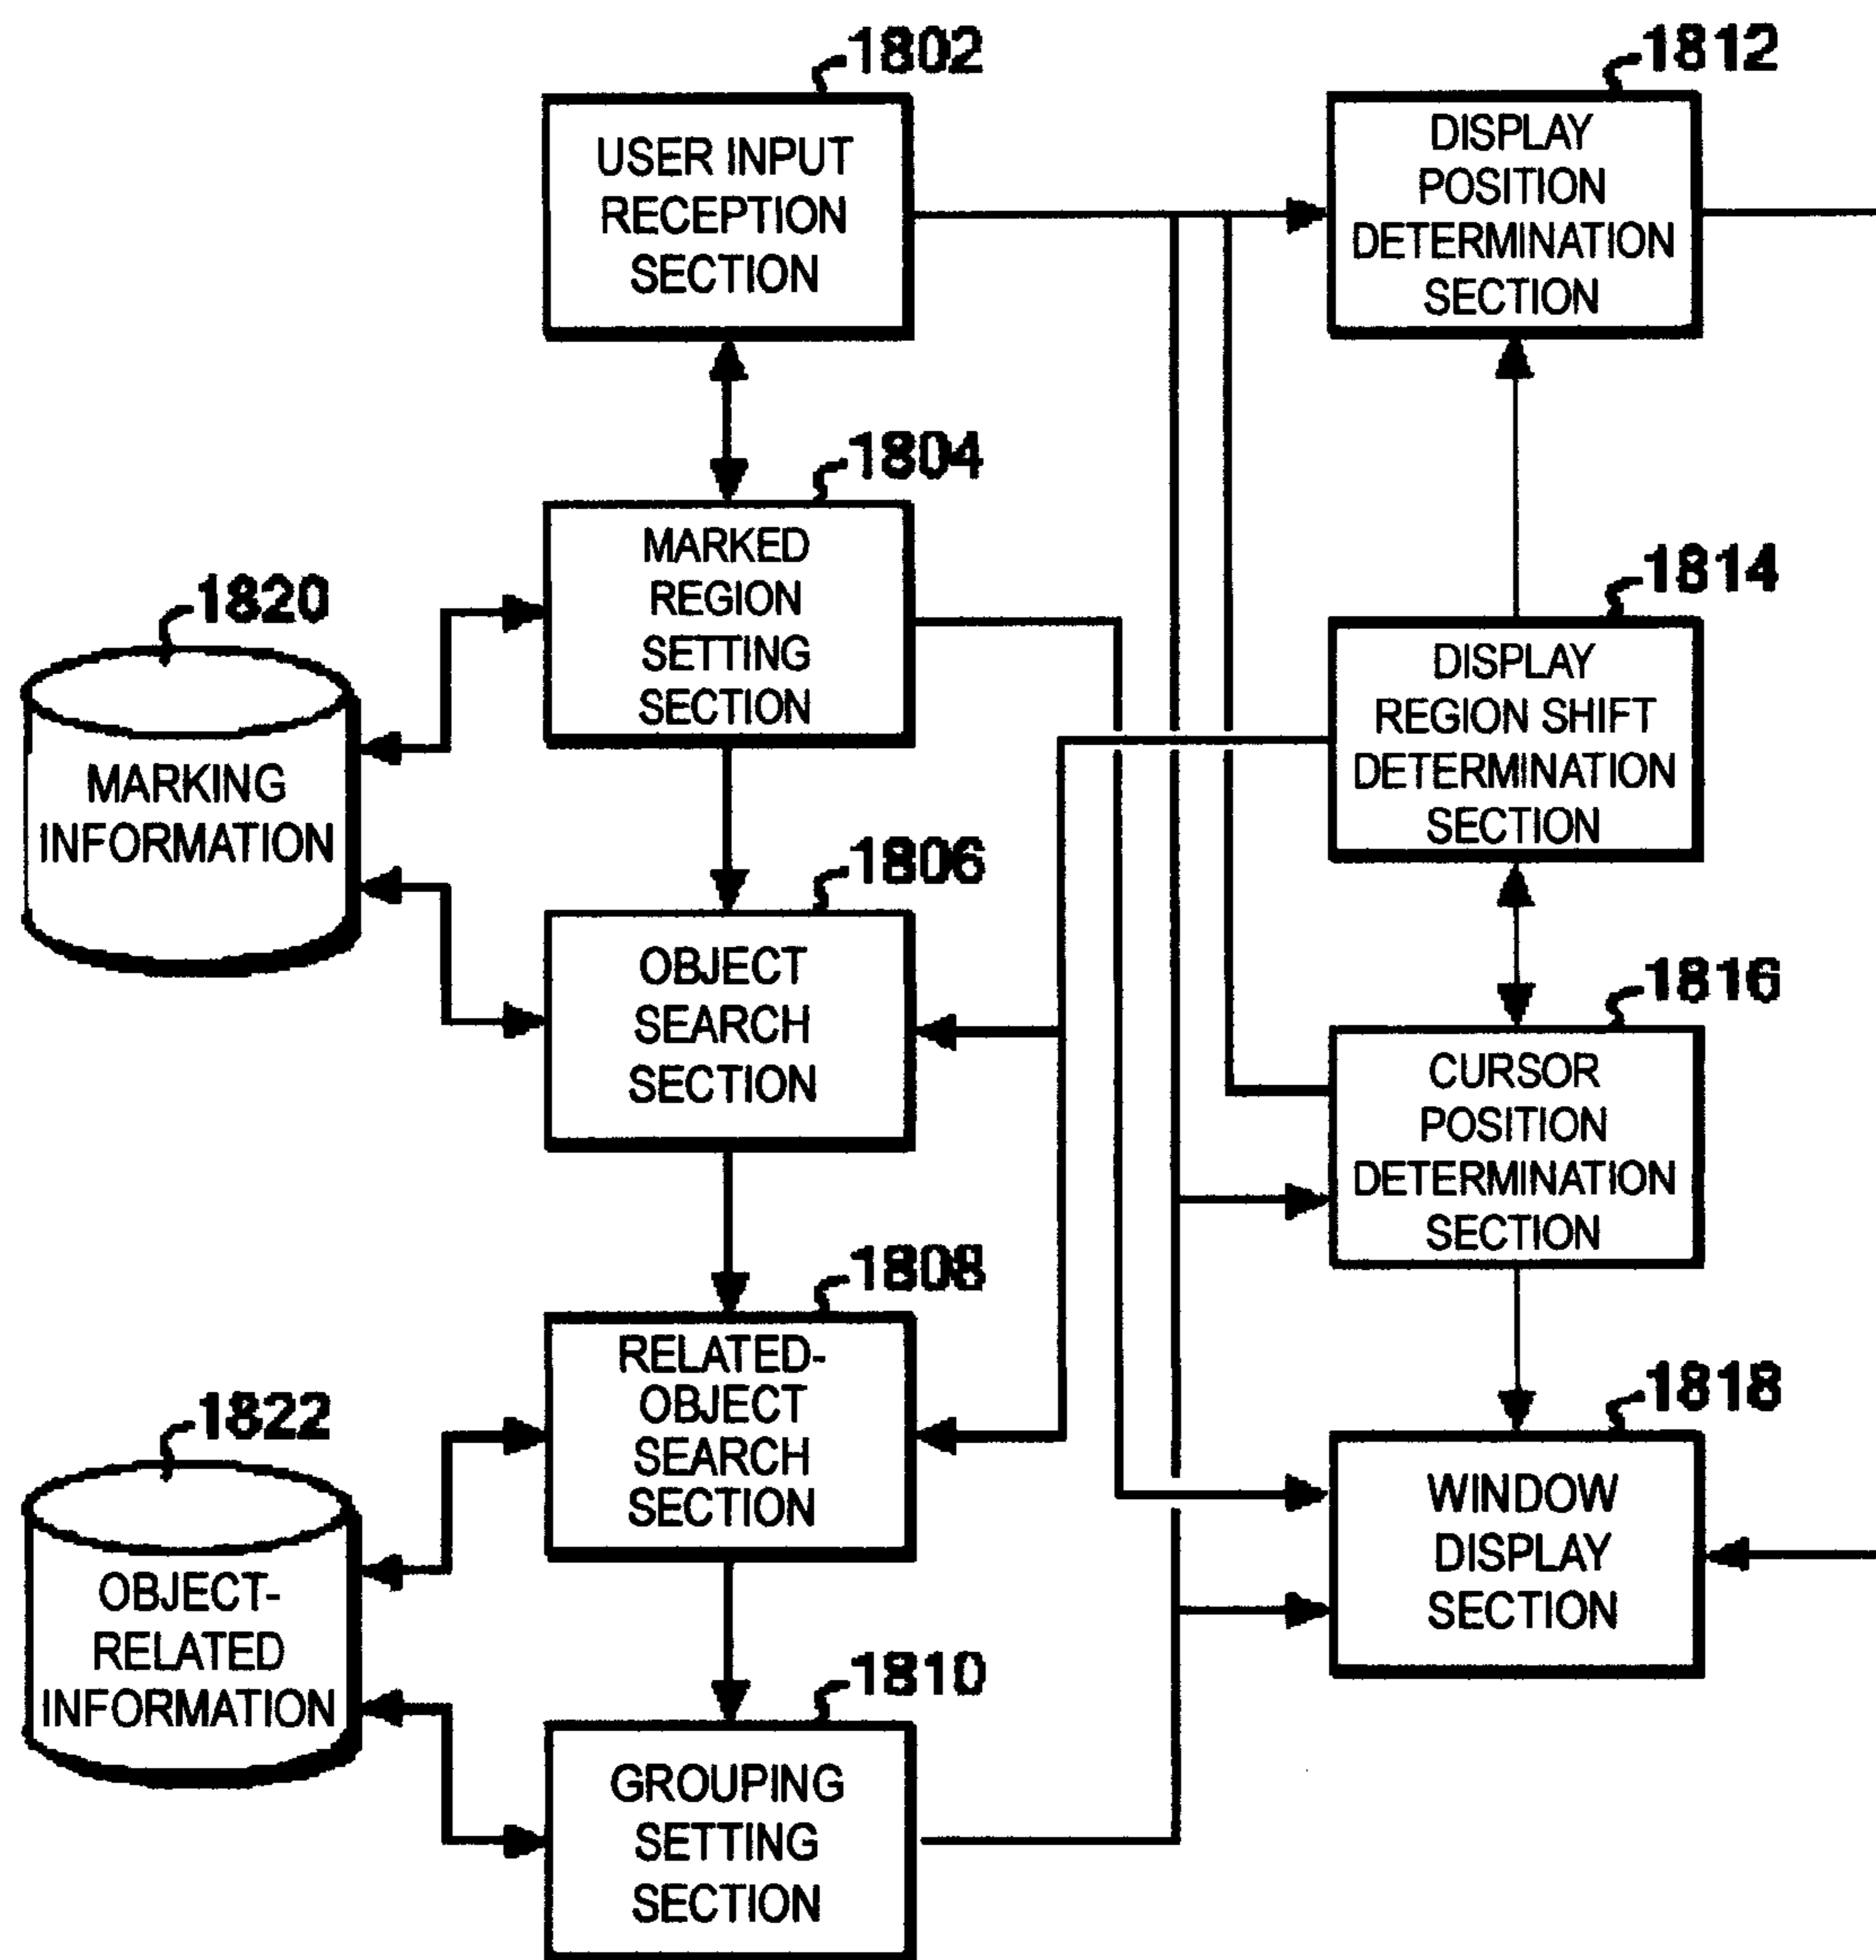 1802
USER INPUT
RECEPTION
SECTION
1812
DISPLAY
POSITION
DETERMINATION
SECTION
1804
MARKED
REGION
SETTING
SECTION
1814
DISPLAY
REGION SHIFT
DETERMINATION
SECTION
1820
MARKING
INFORMATION
1806
OBJECT
SEARCH
SECTION
1816
CURSOR
POSITION
DETERMINATION
SECTION
1808
RELATED-
OBJECT
SEARCH
SECTION
1818
WINDOW
DISPLAY
SECTION
1822
OBJECT-
RELATED
INFORMATION
1810
GROUPING
SETTING
SECTION